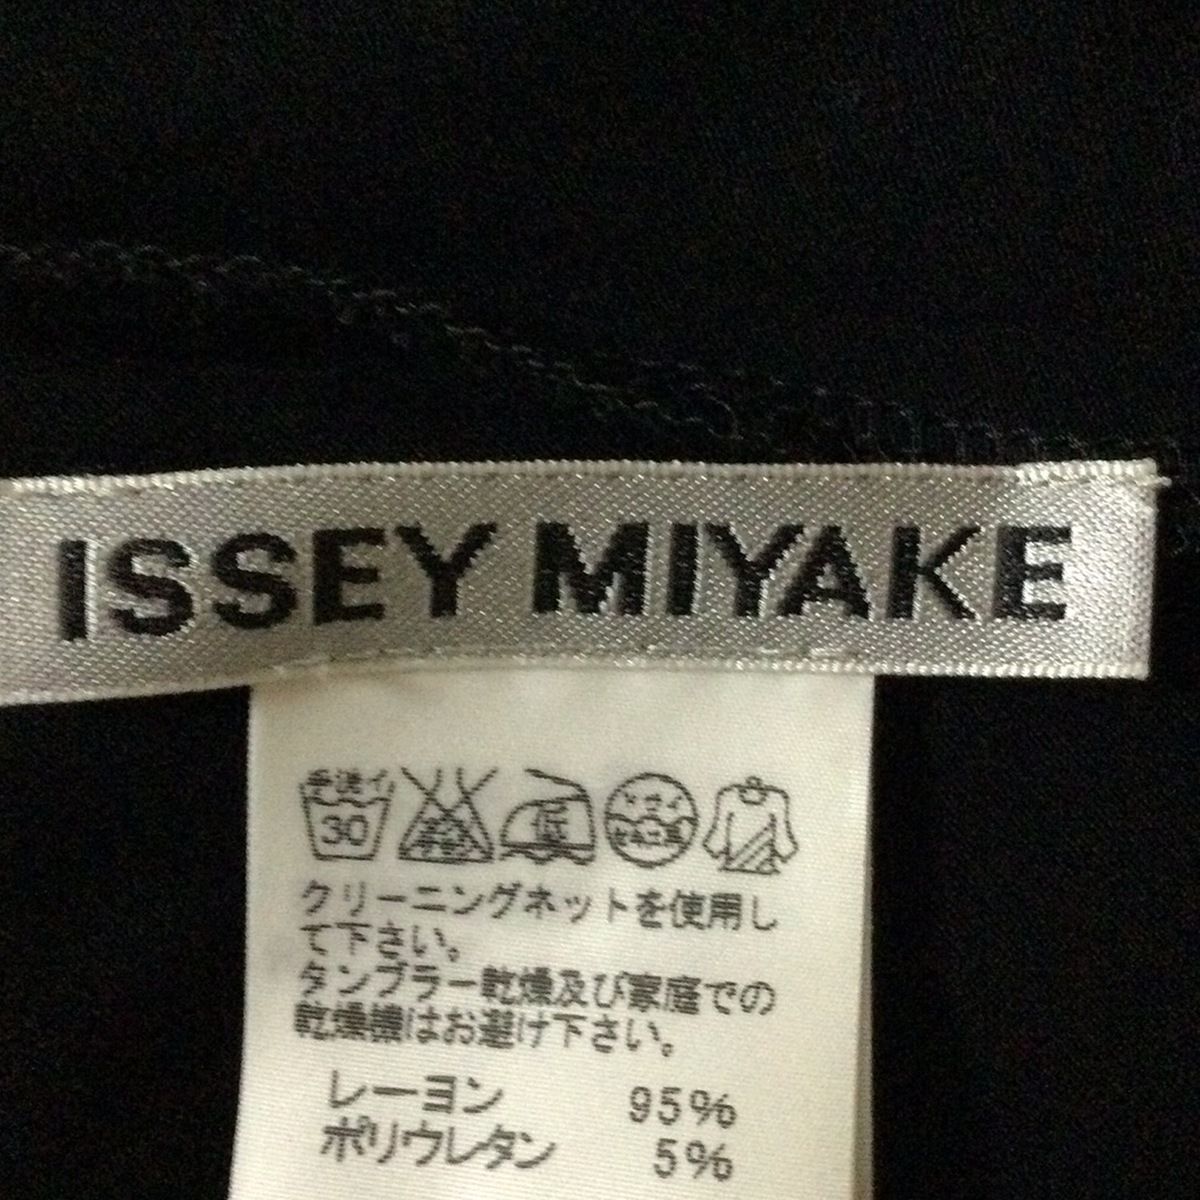 ISSEY MIYAKE
手洗イ
30
低
クリーニングネットを使用し
て下さい。
タンブラー乾燥及び家庭での
乾燥機はお避け下さい。
レーヨン 95%
ポリウレタン 5%